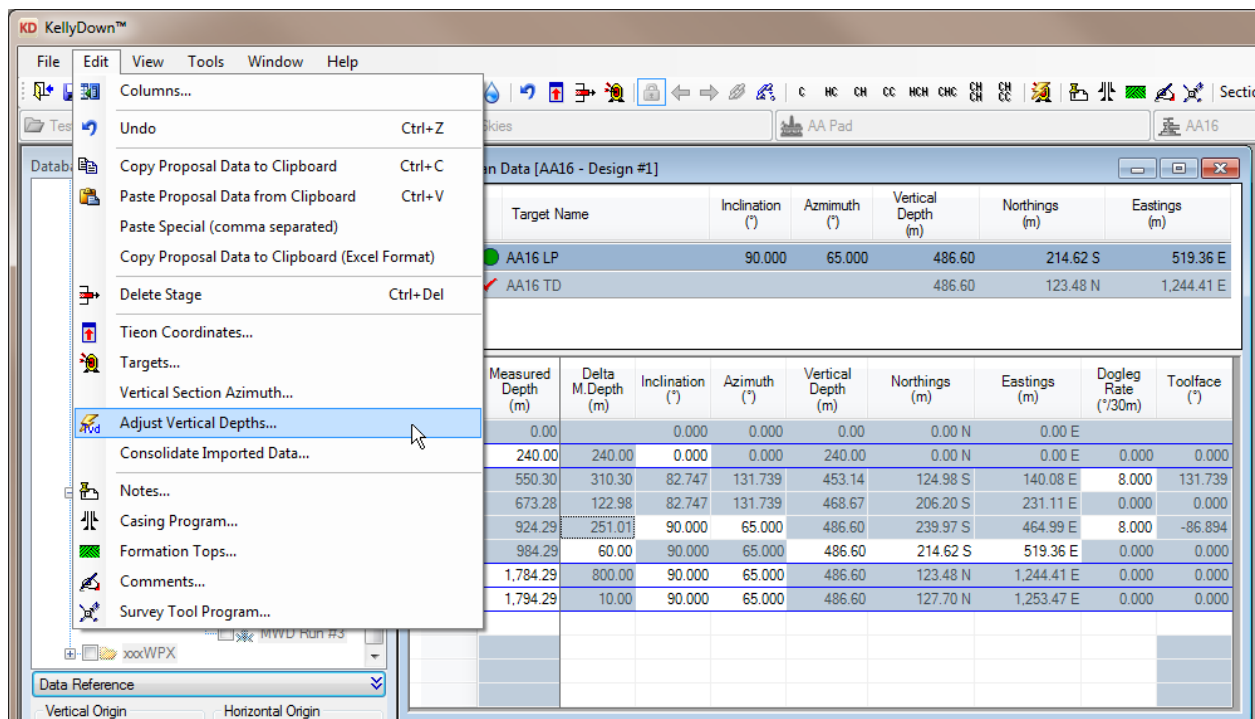 KD KellyDown™
File Edit View Tools Window Help
C HC CH CC HCH CHC CH CH CH CC
AA Pad AA16
Columns...
Undo Ctrl+Z
Copy Proposal Data to Clipboard Ctrl+C
Paste Proposal Data from Clipboard Ctrl+V
Paste Special (comma separated)
Copy Proposal Data to Clipboard (Excel Format)
Delete Stage Ctrl+Del
Tieon Coordinates...
Targets...
Vertical Section Azimuth...
Tvd Adjust Vertical Depths...
Consolidate Imported Data...
Notes...
Casing Program...
Formation Tops...
Comments...
Survey Tool Program...
MWD Run #3
xxxWPX
Data Reference
Vertical Origin Horizontal Origin
Data [AA16 - Design #1]
Target Name Inclination (°) Azmimuth (°) Vertical Depth (m) Northings (m) Eastings (m)
AA16 LP 90.000 65.000 486.60 214.62 S 519.36 E
AA16 TD 486.60 123.48 N 1,244.41 E
Measured Depth (m) Delta M.Depth (m) Inclination (°) Azimuth (°) Vertical Depth (m) Northings (m) Eastings (m) Dogleg Rate (°/30m) Toolface (°)
0.00 0.000 0.000 0.00 0.00 N 0.00 E
240.00 240.00 0.000 0.000 240.00 0.00 N 0.00 E 0.000 0.000
550.30 310.30 82.747 131.739 453.14 124.98 S 140.08 E 8.000 131.739
673.28 122.98 82.747 131.739 468.67 206.20 S 231.11 E 0.000 0.000
924.29 251.01 90.000 65.000 486.60 239.97 S 464.99 E 8.000 -86.894
984.29 60.00 90.000 65.000 486.60 214.62 S 519.36 E 0.000 0.000
1,784.29 800.00 90.000 65.000 486.60 123.48 N 1,244.41 E 0.000 0.000
1,794.29 10.00 90.000 65.000 486.60 127.70 N 1,253.47 E 0.000 0.000